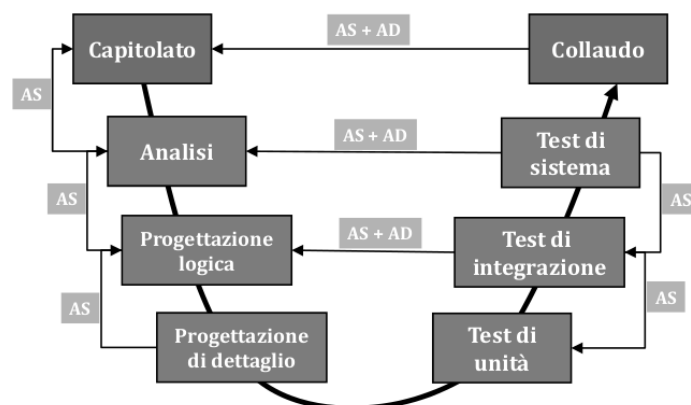 Capitolato
AS + AD
Collaudo
AS
Analisi
AS + AD
Test di
sistema
AS
AS
Progettazione
logica
AS + AD
Test di
integrazione
AS
AS
Progettazione
di dettaglio
Test di
unità